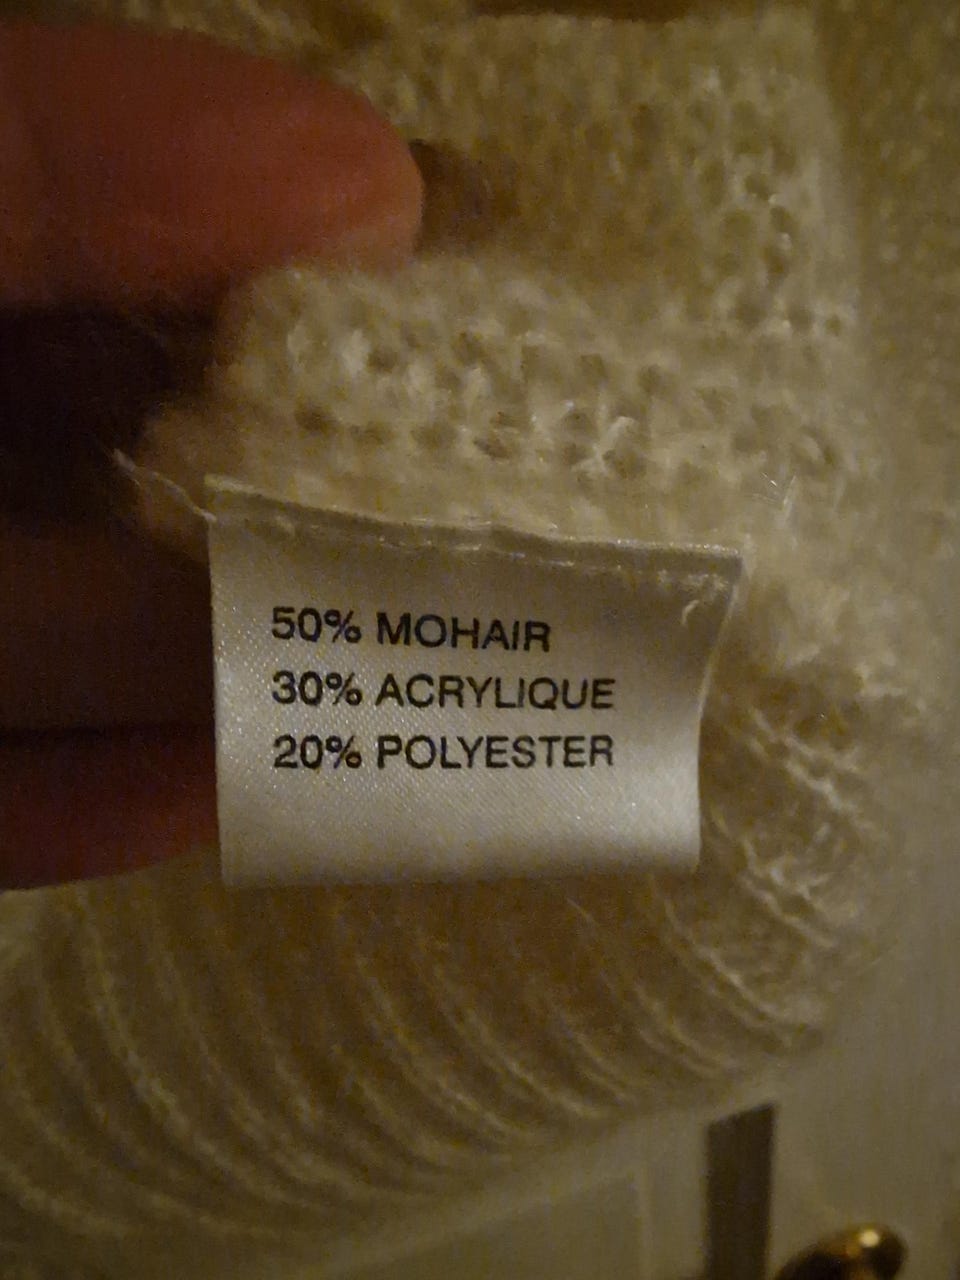 50% MOHAIR
30% ACRYLIQUE
20% POLYESTER